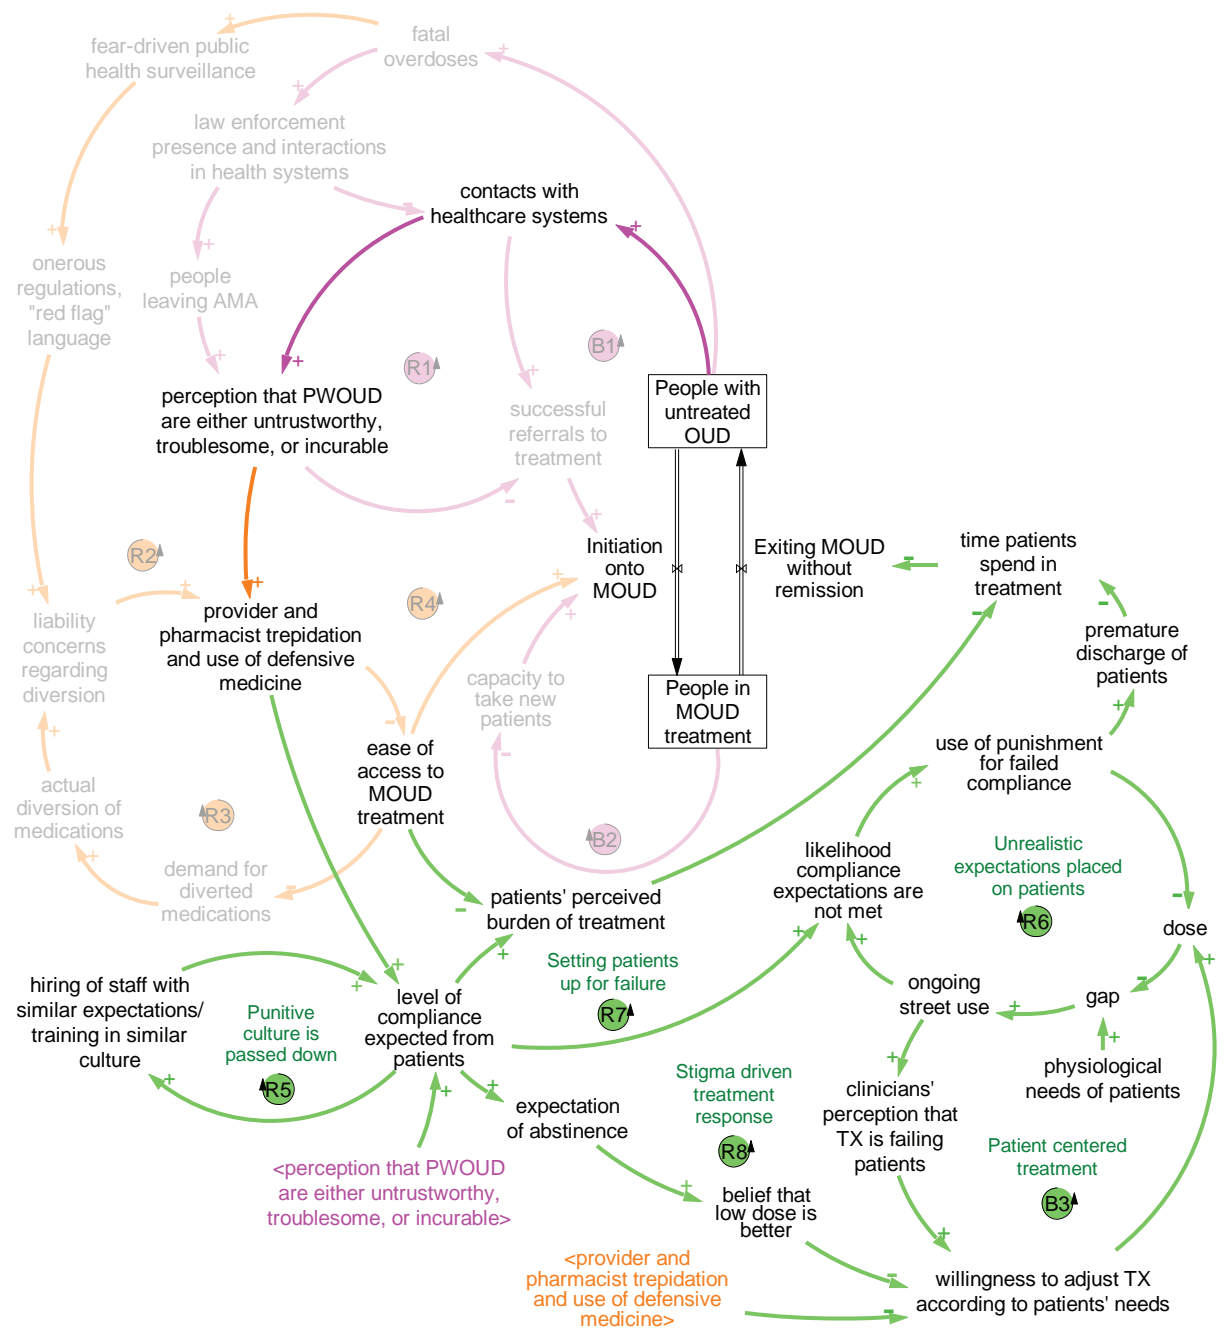 fear-driven public
health surveillance
fatal
overdoses
law enforcement
presence and interactions
in health systems
contacts with
healthcare systems
onerous
regulations,
"red flag"
language
people
leaving AMA
R1
B1
perception that PWOUD
are either untrustworthy,
troublesome, or incurable
successful
referrals to
treatment
People with
untreated
OUD
R2
R4
Initiation
onto
MOUD
Exiting MOUD
without
remission
time patients
spend in
treatment
liability
concerns
regarding
diversion
provider and
pharmacist trepidation
and use of defensive
medicine
premature
discharge of
patients
capacity to
take new
patients
People in
MOUD
treatment
ease of
access to
MOUD
treatment
use of punishment
for failed
compliance
actual
diversion of
medications
R3
B2
demand for
diverted
medications
patients' perceived
burden of treatment
likelihood
compliance
expectations are
not met
Unrealistic
expectations placed
on patients
R6
dose
hiring of staff with
similar expectations/
training in similar
culture
Punitive
culture is
passed down
R5
level of
compliance
expected from
patients
Setting patients
up for failure
R7
ongoing
street use
gap
physiological
needs of patients
Stigma driven
treatment
response
R8
clinicians'
perception that
TX is failing
patients
expectation
of abstinence
Patient centered
treatment
B3
<perception that PWOUD
are either untrustworthy,
troublesome, or incurable>
belief that
low dose is
better
<provider and
pharmacist trepidation
and use of defensive
medicine>
willingness to adjust TX
according to patients' needs